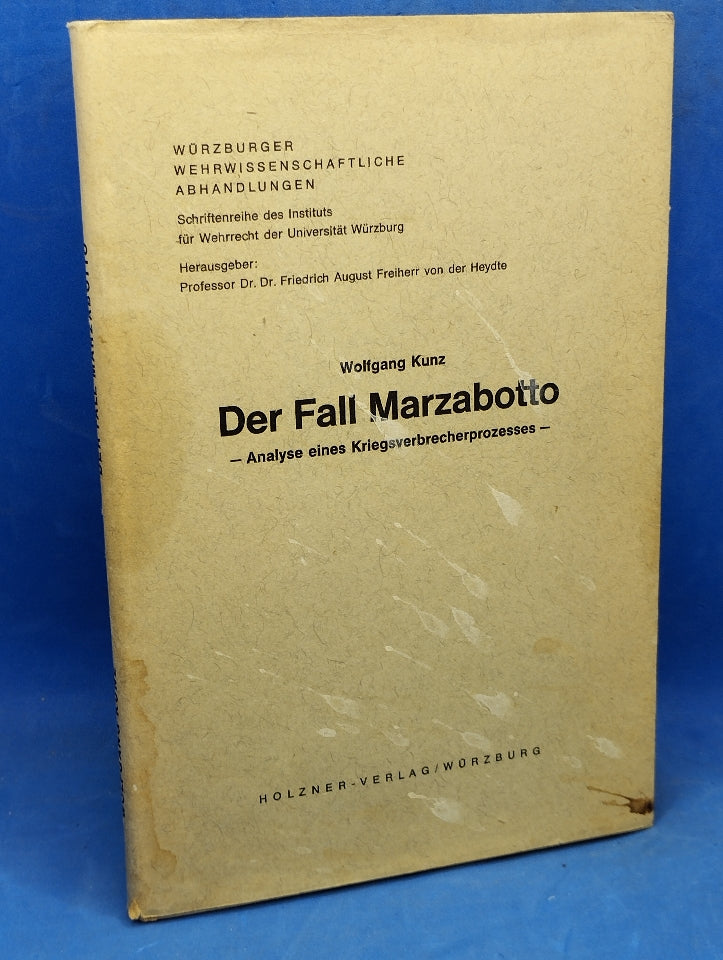 WÜRZBURGER
WEHRWISSENSCHAFTLICHE
ABHANDLUNGEN
Schriftenreihe des Instituts
für Wehrrecht der Universität Würzburg
Herausgeber:
Professor Dr. Dr. Friedrich August Freiherr von der Heydte
Wolfgang Kunz
Der Fall Marzabotto
— Analyse eines Kriegsverbrecherprozesses —
HOLZNER-VERLAG/WÜRZBURG